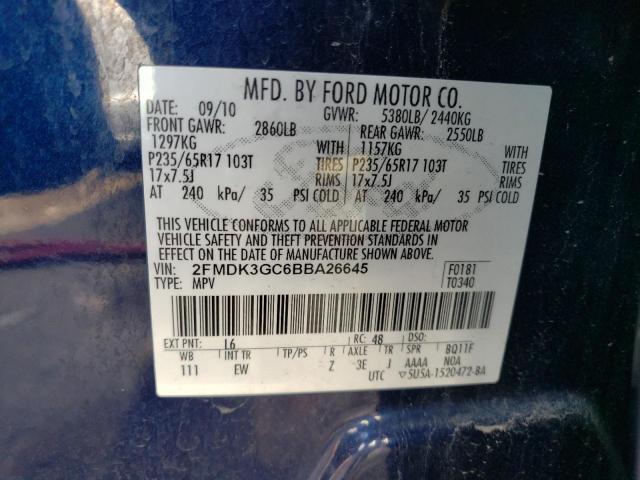 MFD. BY FORD MOTOR CO.
DATE: 09/10 GVWR: 5380LB/ 2440KG
FRONT GAWR: 2860LB REAR GAWR: 2550LB
1297KG WITH 1157KG WITH
P235/65R17 103T TIRES P235/65R17 103T TIRES
17x7.5J RIMS 17x7.5J RIMS
AT 240 kPa/ 35 PSI COLD AT 240 kPa/ 35 PSI COLD
THIS VEHICLE CONFORMS TO ALL APPLICABLE FEDERAL MOTOR
VEHICLE SAFETY AND THEFT PREVENTION STANDARDS IN
EFFECT ON THE DATE OF MANUFACTURE SHOWN ABOVE.
VIN: 2FMDK3GC6BBA26645 F0181
TYPE: MPV T0340
EXT PNT: L6 RC: 48 DSO:
WB INT TR TP/PS R AXLE TR SPR BQ11F
111 EW Z 3E J AAAA NOA
UTC ▽5U5A-1520472-BA